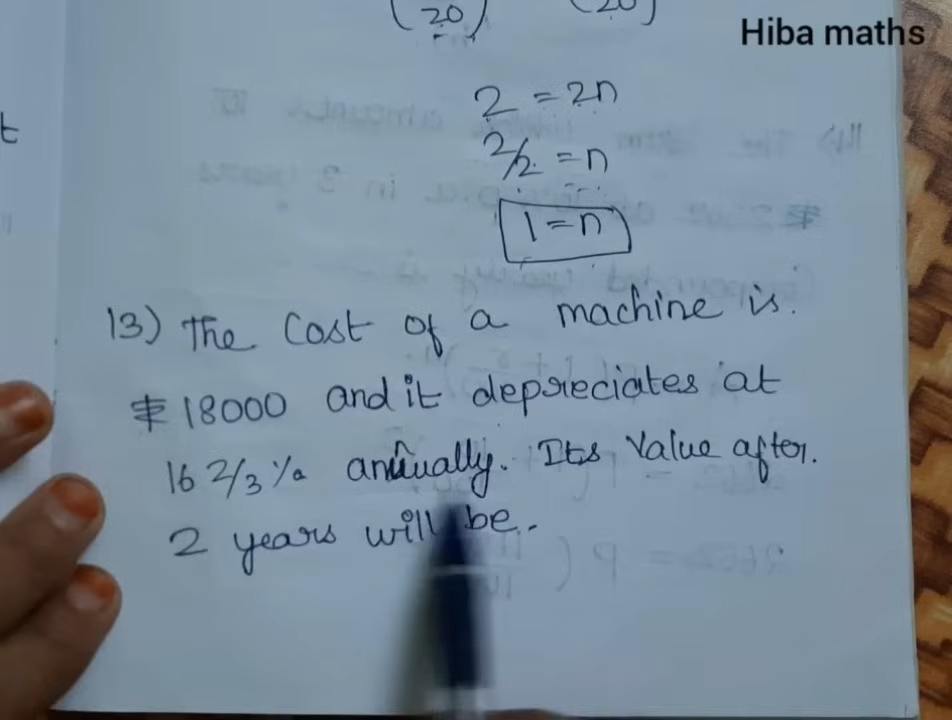 (20) (20)
Hiba maths
2 = 2n
2/2 = n
1 = n
13) The Cost of a machine is.
₹ 18000 and it depreciates at
16 2/3 % annually. Its Value after.
2 years will be.